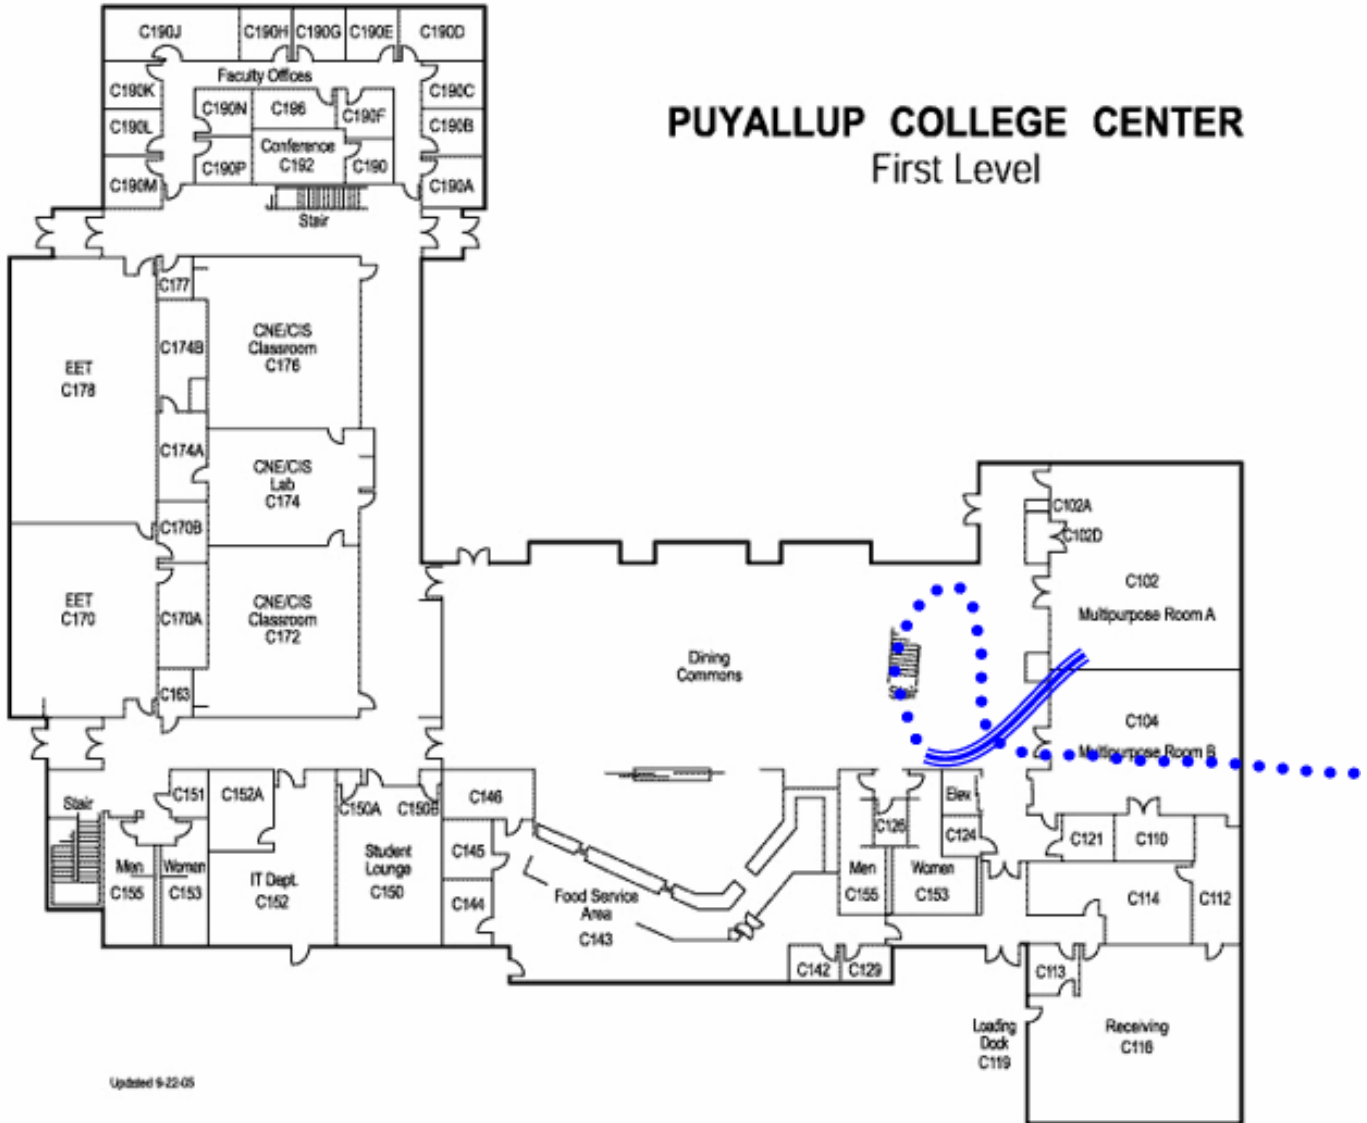 C190J
C190H
C190G
C190E
C190D
Faculty Offices
C190K
C190N
C196
C190F
C190C
C190L
C190B
Conference
C192
C190P
C190
C190M
C190A
Stair
PUYALLUP COLLEGE CENTER
First Level
C177
CNE/CIS
Classroom
C176
C174B
EET
C178
C174A
CNE/CIS
Lab
C174
C170B
C102A
C102D
C102
Multipurpose Room A
EET
C170
C170A
CNE/CIS
Classroom
C172
Dining
Commons
C163
C104
Multipurpose Room B
Stair
C151
C152A
C150A
C150B
C146
Elev
C126
C124
C121
C110
Men
C155
Women
C153
IT Dept.
C152
Student
Lounge
C150
C145
C144
Food Service
Area
C143
Men
C155
Women
C153
C114
C112
C142
C129
C113
Loading
Dock
C119
Receiving
C116
Updated 9-22-05